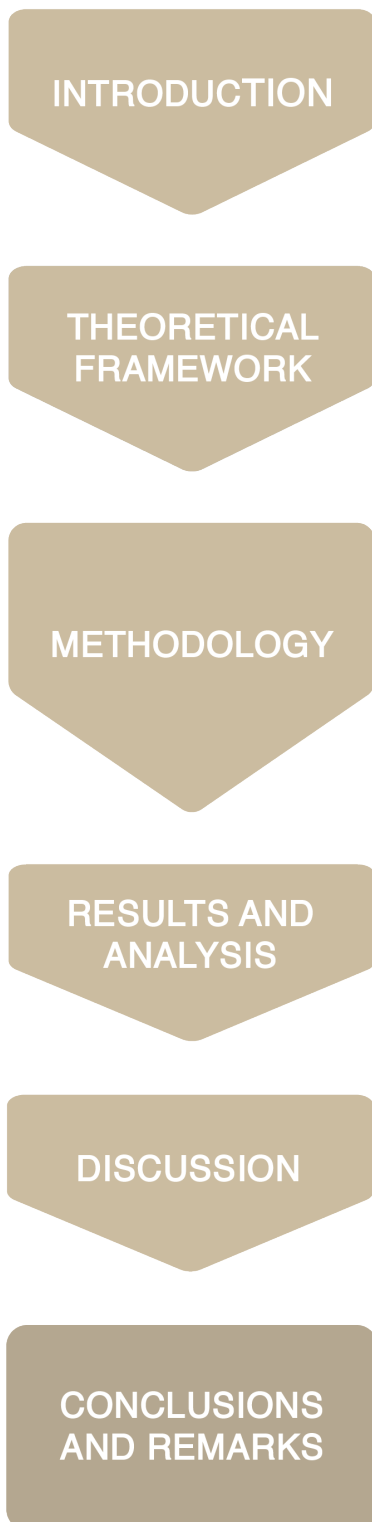 INTRODUCTION
THEORETICAL
FRAMEWORK
METHODOLOGY
RESULTS AND
ANALYSIS
DISCUSSION
CONCLUSIONS
AND REMARKS